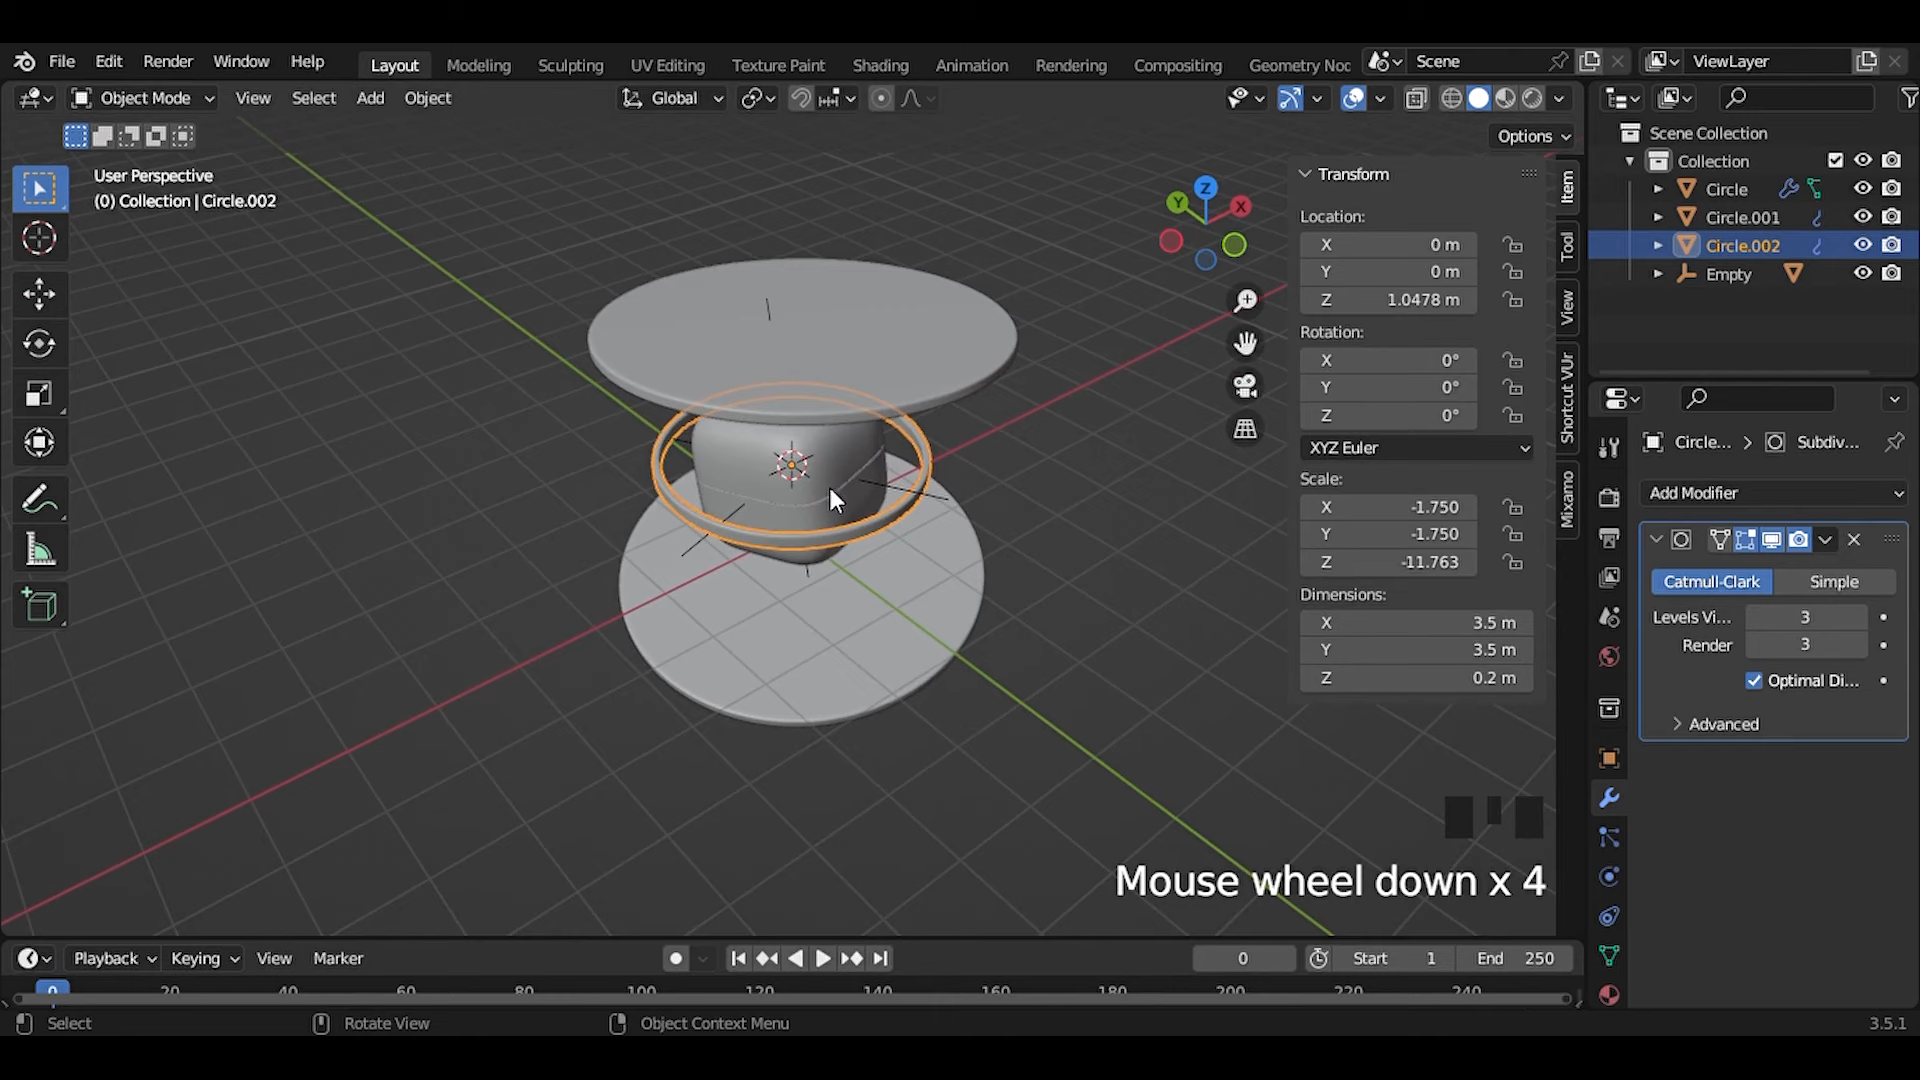 File Edit Render Window Help Layout Modeling Sculpting UV Editing Texture Paint Shading Animation Rendering Compositing Geometry Noc Scene ViewLayer
Object Mode View Select Add Object Global
Options
User Perspective
(0) Collection | Circle.002
Z
Y
X
Transform
Location:
X 0 m
Y 0 m
Z 1.0478 m
Rotation:
X 0°
Y 0°
Z 0°
XYZ Euler
Scale:
X -1.750
Y -1.750
Z -11.763
Dimensions:
X 3.5 m
Y 3.5 m
Z 0.2 m
Item
Tool
View
Shortcut VUr
Mixamo
Scene Collection
Collection
Circle
Circle.001
Circle.002
Empty
Circle... > Subdiv...
Add Modifier
Catmull-Clark Simple
Levels Vi... 3
Render 3
Optimal Di...
Advanced
Mouse wheel down x 4
Playback Keying View Marker 0 Start 1 End 250
0 20 40 60 80 100 120 140 160 180 200 220 240
Select Rotate View Object Context Menu 3.5.1